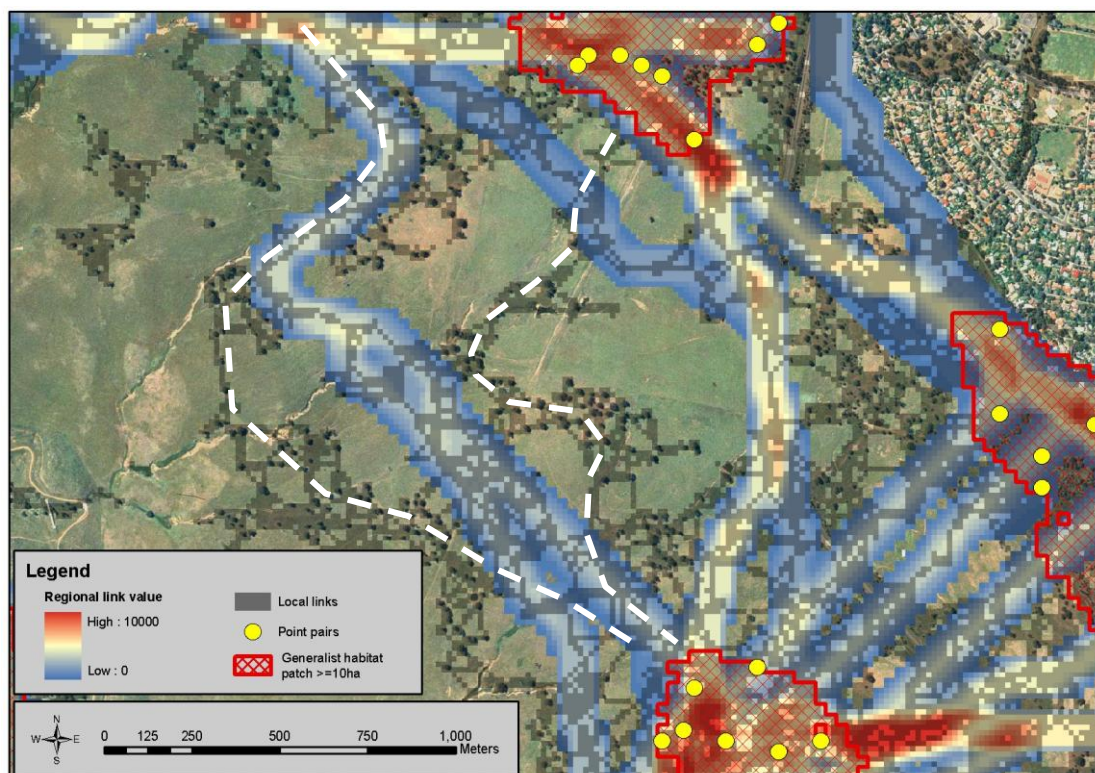 Legend
Regional link value
High : 10000
Low : 0
Local links
Point pairs
Generalist habitat
patch >=10ha
N
W E
S
0 125 250 500 750 1,000
Meters